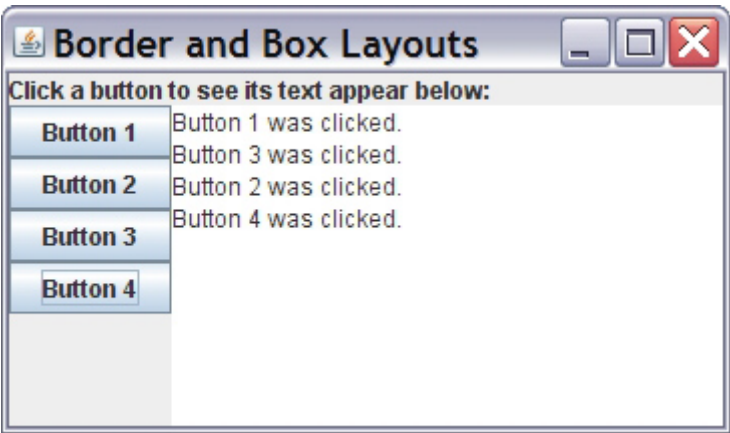 Border and Box Layouts
Click a button to see its text appear below:
Button 1
Button 2
Button 3
Button 4
Button 1 was clicked.
Button 3 was clicked.
Button 2 was clicked.
Button 4 was clicked.